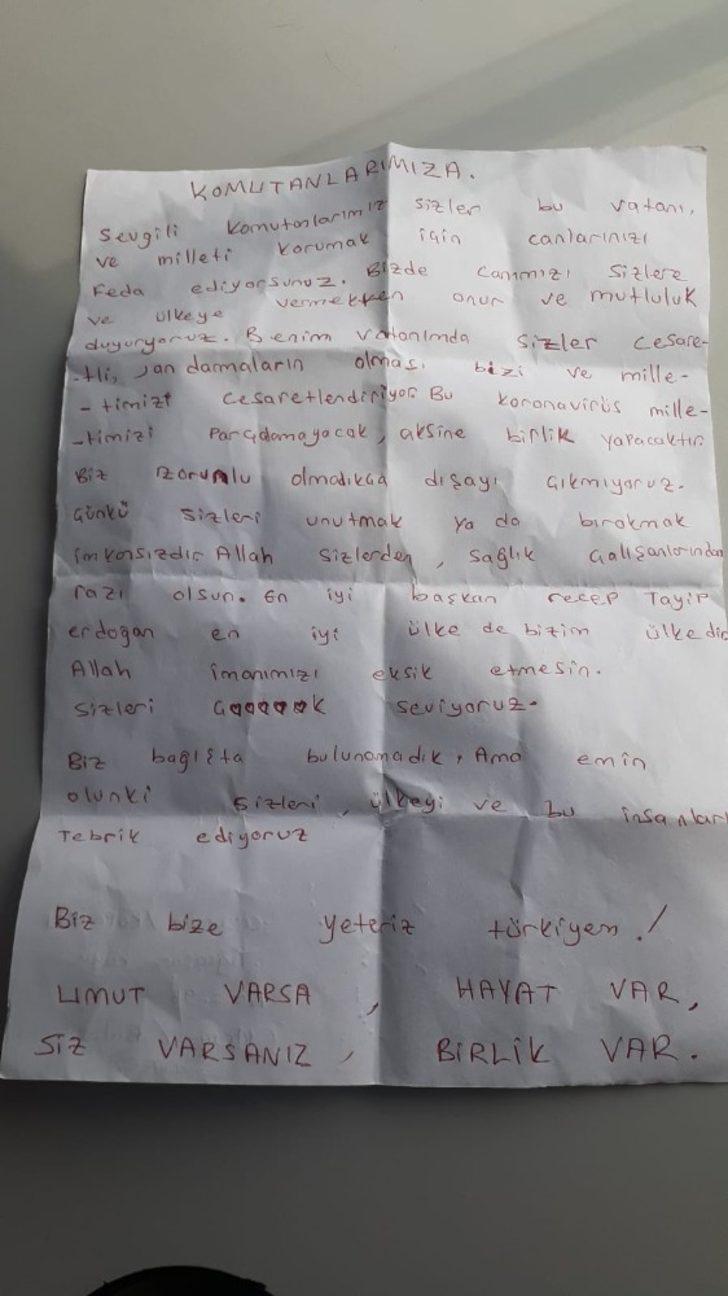 KOMUTANLARIMIZA.
Sevgili Komutanlarımız sizler bu vatanı,
ve milleti korumak için canlarınızı
Feda ediyorsunuz. Bizde canımızı sizlere
ve ülkeye vermekten onur ve mutluluk
duyuryoruz. Benim vatanımda sizler cesare-
-tli, jan darmaların olması bizi ve mille-
- timizi cesaretlendiriyor. Bu koronavirüs mille-
-timizi parçalamayacak, aksine birlik yapacaktır.
Biz zorunlu olmadıkça dışayı çıkmıyoruz.
Çünkü sizleri unutmak ya da bırakmak
imkansızdır Allah sizlerden, sağlık çalışanlarından
razı olsun. En iyi başkan recep Tayip
erdoğan en iyi ülke de bizim ülkedir
Allah imanımızı eksik etmesin.
Sizleri Çooooook seviyoruz.
Biz bağışta bulunamadık, Ama emin
olunki sizleri, ülkeyi ve bu insanları
Tebrik ediyoruz
Biz bize yeteriz türkiyem!
UMUT VARSA, HAYAT VAR,
SİZ VARSANIZ, BİRLİK VAR.